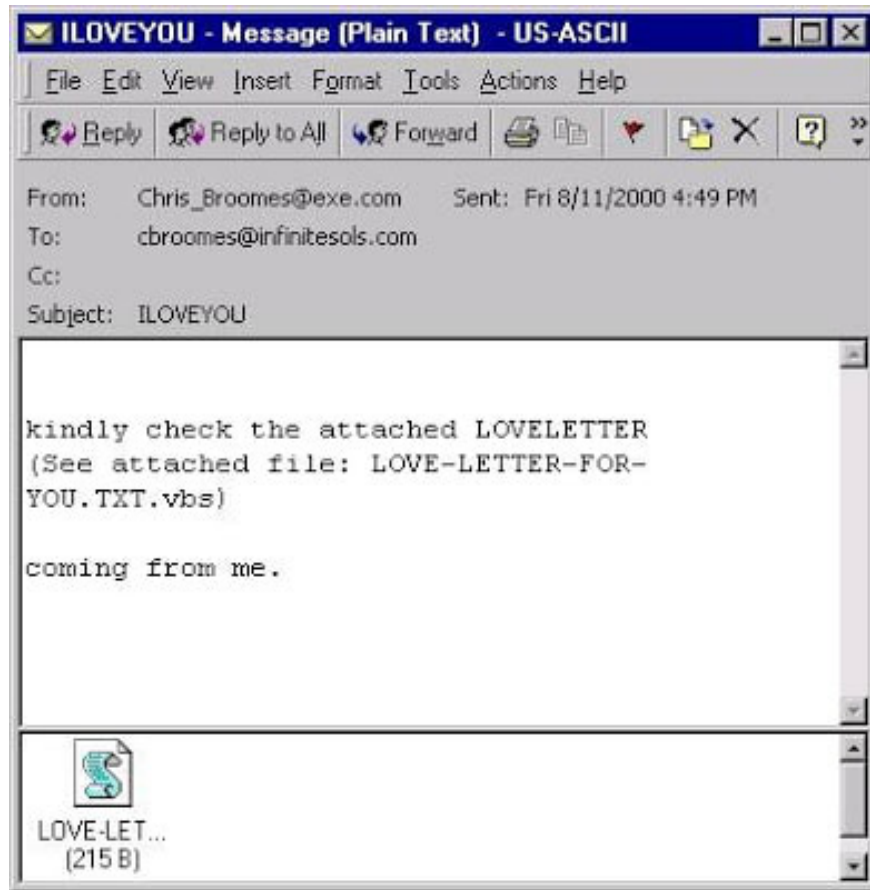 ILOVEYOU - Message (Plain Text) - US-ASCII
File Edit View Insert Format Tools Actions Help
Reply Reply to All Forward
From: Chris_Broomes@exe.com Sent: Fri 8/11/2000 4:49 PM
To: cbroomes@infinitesols.com
Cc:
Subject: ILOVEYOU
kindly check the attached LOVELETTER
(See attached file: LOVE-LETTER-FOR-
YOU.TXT.vbs)
coming from me.
LOVE-LET...
(215 B)